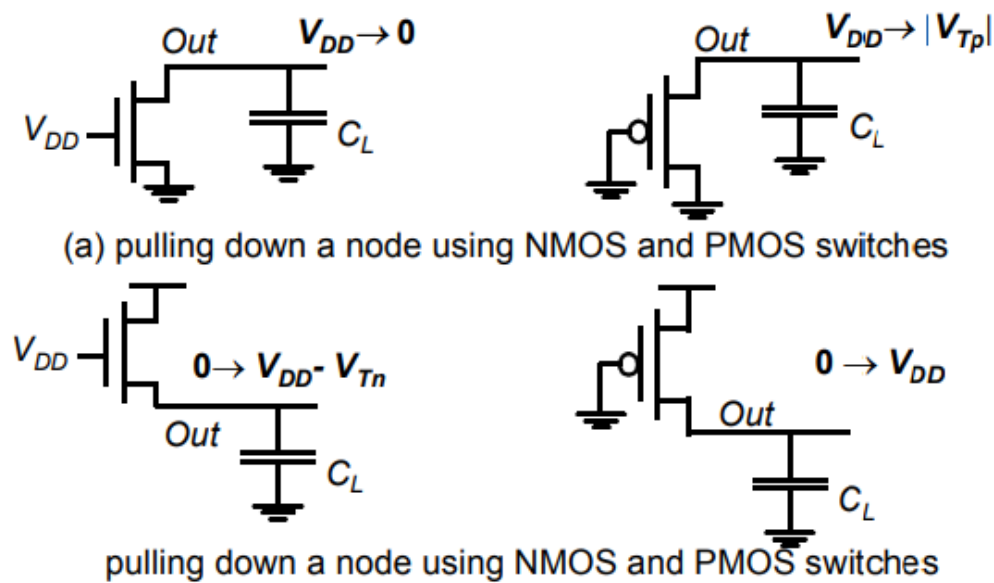 Out V_DD → 0
V_DD
C_L
Out V_DD → |V_Tp|
C_L
(a) pulling down a node using NMOS and PMOS switches
V_DD
0 → V_DD - V_Tn
Out
C_L
0 → V_DD
Out
C_L
pulling down a node using NMOS and PMOS switches